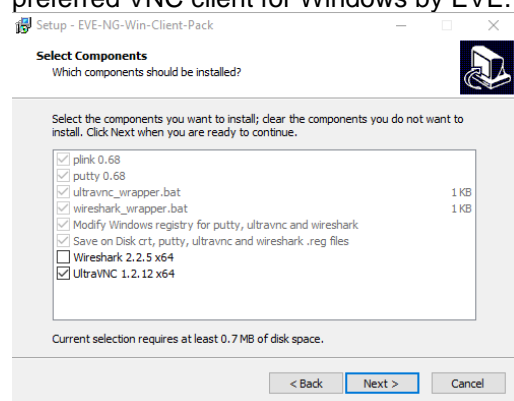 preferred VNC client for Windows by EVE.
Setup - EVE-NG-Win-Client-Pack
Select Components
Which components should be installed?
Select the components you want to install; clear the components you do not want to
install. Click Next when you are ready to continue.
plink 0.68
putty 0.68
ultravnc_wrapper.bat 1 KB
wireshark_wrapper.bat 1 KB
Modify Windows registry for putty, ultravnc and wireshark
Save on Disk crt, putty, ultravnc and wireshark .reg files
Wireshark 2.2.5 x64
UltraVNC 1.2.12 x64
Current selection requires at least 0.7 MB of disk space.
< Back Next > Cancel